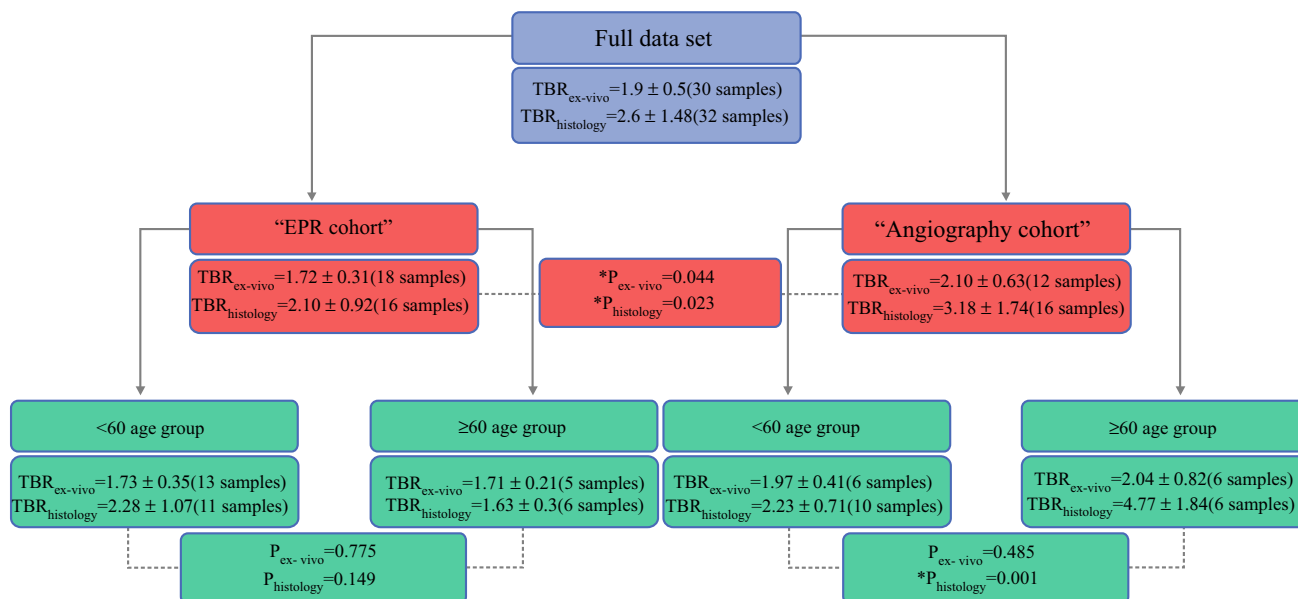 Full data set
TBRex-vivo=1.9 ± 0.5(30 samples)
TBRhistology=2.6 ± 1.48(32 samples)
“EPR cohort”
TBRex-vivo=1.72 ± 0.31(18 samples)
TBRhistology=2.10 ± 0.92(16 samples)
*Pex- vivo=0.044
*Phistology=0.023
“Angiography cohort”
TBRex-vivo=2.10 ± 0.63(12 samples)
TBRhistology=3.18 ± 1.74(16 samples)
<60 age group
TBRex-vivo=1.73 ± 0.35(13 samples)
TBRhistology=2.28 ± 1.07(11 samples)
≥60 age group
TBRex-vivo=1.71 ± 0.21(5 samples)
TBRhistology=1.63 ± 0.3(6 samples)
Pex- vivo=0.775
Phistology=0.149
<60 age group
TBRex-vivo=1.97 ± 0.41(6 samples)
TBRhistology=2.23 ± 0.71(10 samples)
≥60 age group
TBRex-vivo=2.04 ± 0.82(6 samples)
TBRhistology=4.77 ± 1.84(6 samples)
Pex- vivo=0.485
*Phistology=0.001